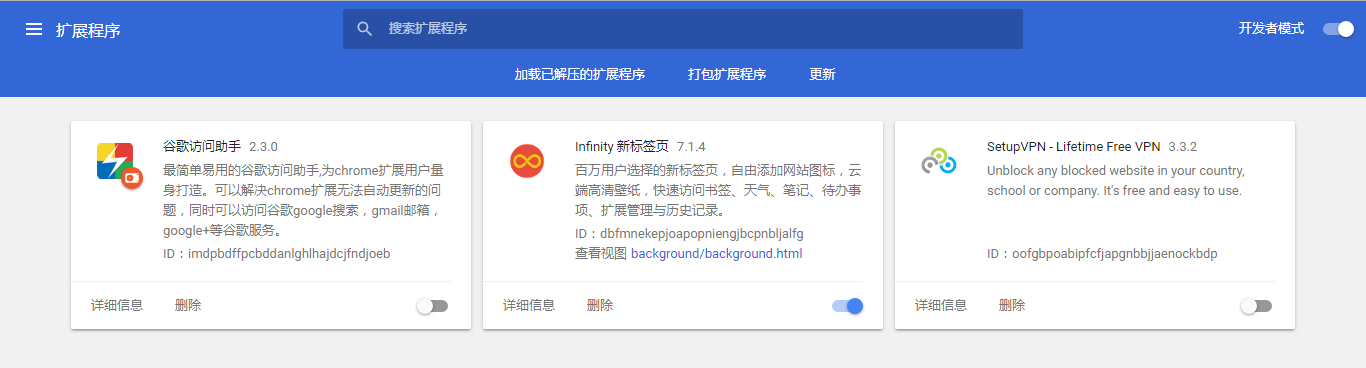 扩展程序
搜索扩展程序
开发者模式
加载已解压的扩展程序 打包扩展程序 更新
谷歌访问助手 2.3.0
最简单易用的谷歌访问助手,为chrome扩展用户量
身打造。可以解决chrome扩展无法自动更新的问
题，同时可以访问谷歌google搜索，gmail邮箱，
google+等谷歌服务。
ID：imdpbdffpcbddanlghlhajdcjfndjoeb
详细信息 删除
Infinity 新标签页 7.1.4
百万用户选择的新标签页，自由添加网站图标，云
端高清壁纸，快速访问书签、天气、笔记、待办事
项、扩展管理与历史记录。
ID：dbfmnekepjoapopniengjbcpnbljalfg
查看视图 background/background.html
详细信息 删除
SetupVPN - Lifetime Free VPN 3.3.2
Unblock any blocked website in your country,
school or company. It's free and easy to use.
ID：oofgbpoabipfcfjapgnbbjjaenockbdp
详细信息 删除